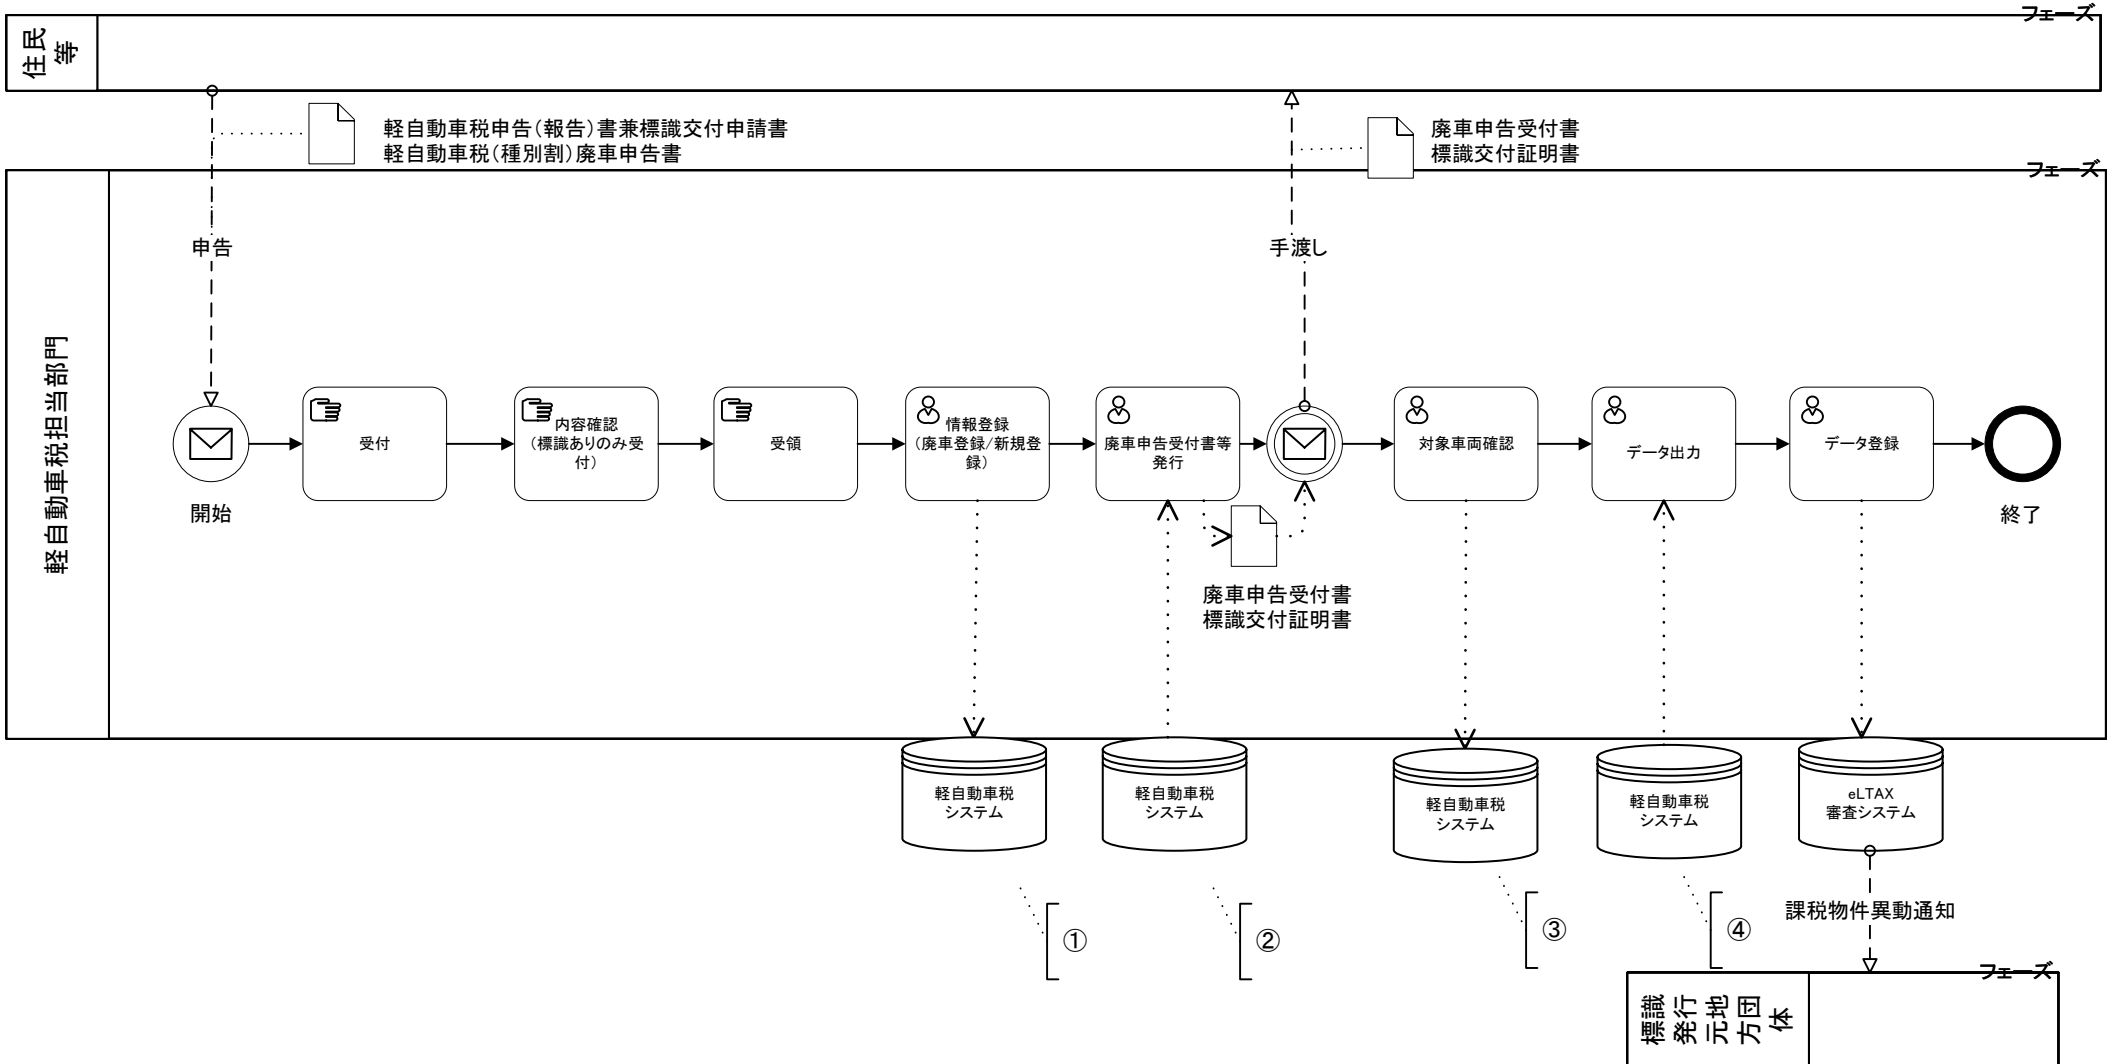 フェーズ
住民等
軽自動車税申告（報告）書兼標識交付申請書
軽自動車税（種別割）廃車申告書
廃車申告受付書
標識交付証明書
フェーズ
申告
手渡し
軽自動車税担当部門
開始
受付
内容確認
（標識ありのみ受
付）
受領
情報登録
（廃車登録/新規登
録）
廃車申告受付書等
発行
対象車両確認
データ出力
データ登録
終了
廃車申告受付書
標識交付証明書
軽自動車税
システム
軽自動車税
システム
軽自動車税
システム
軽自動車税
システム
eLTAX
審査システム
①
②
③
④
課税物件異動通知
フェーズ
標識
発行
元地
方団
体